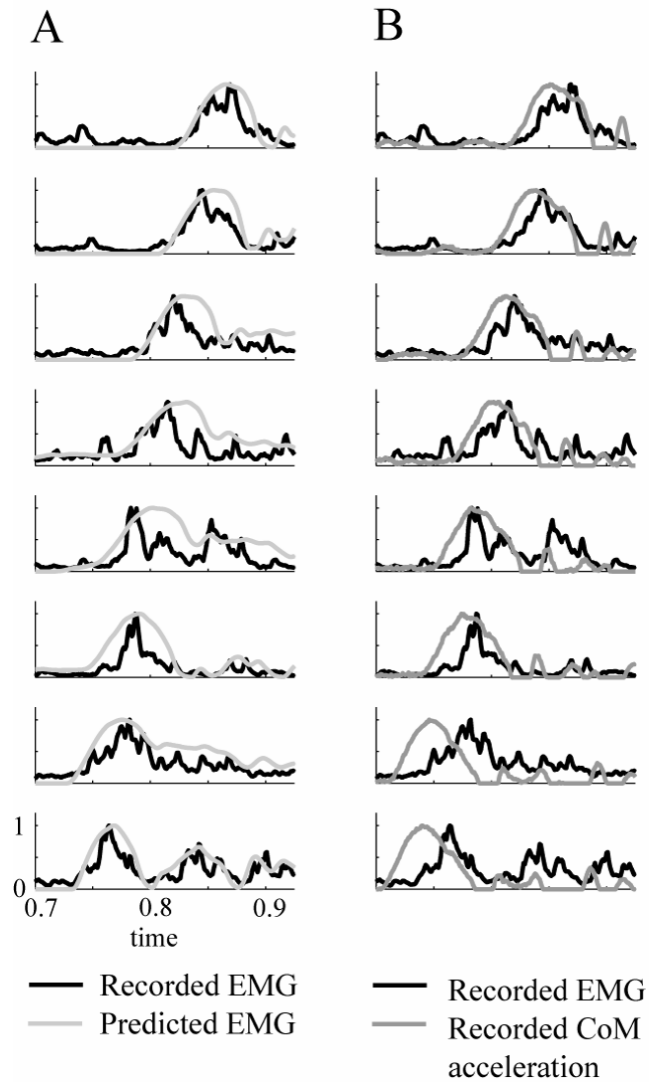 A
B
1
0
0.7 0.8 0.9
time
Recorded EMG
Predicted EMG
Recorded EMG
Recorded CoM
acceleration